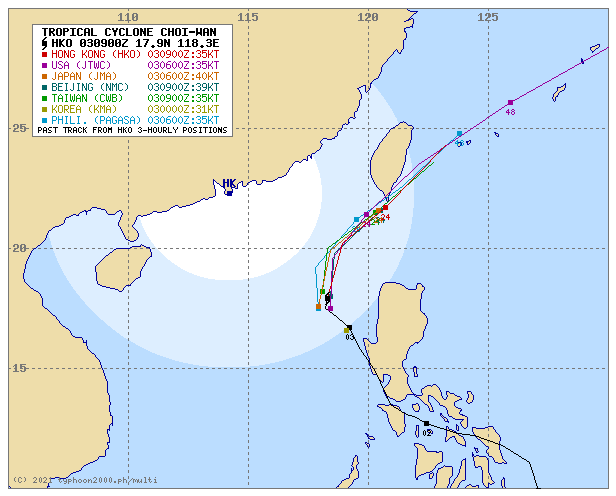 110 115 120 125
TROPICAL CYCLONE CHOI-WAN
HKO 030900Z 17.9N 118.3E
HONG KONG (HKO) 030900Z:35KT
USA (JTWC) 030600Z:35KT
JAPAN (JMA) 030600Z:40KT
BEIJING (NMC) 030900Z:39KT
TAIWAN (CWB) 030900Z:35KT
KOREA (KMA) 030000Z:31KT
PHILI. (PAGASA) 030600Z:35KT
PAST TRACK FROM HKO 3-HOURLY POSITIONS
48
25
HK
24
20
03
15
02
(C) 2021 typhoon2000.ph/multi